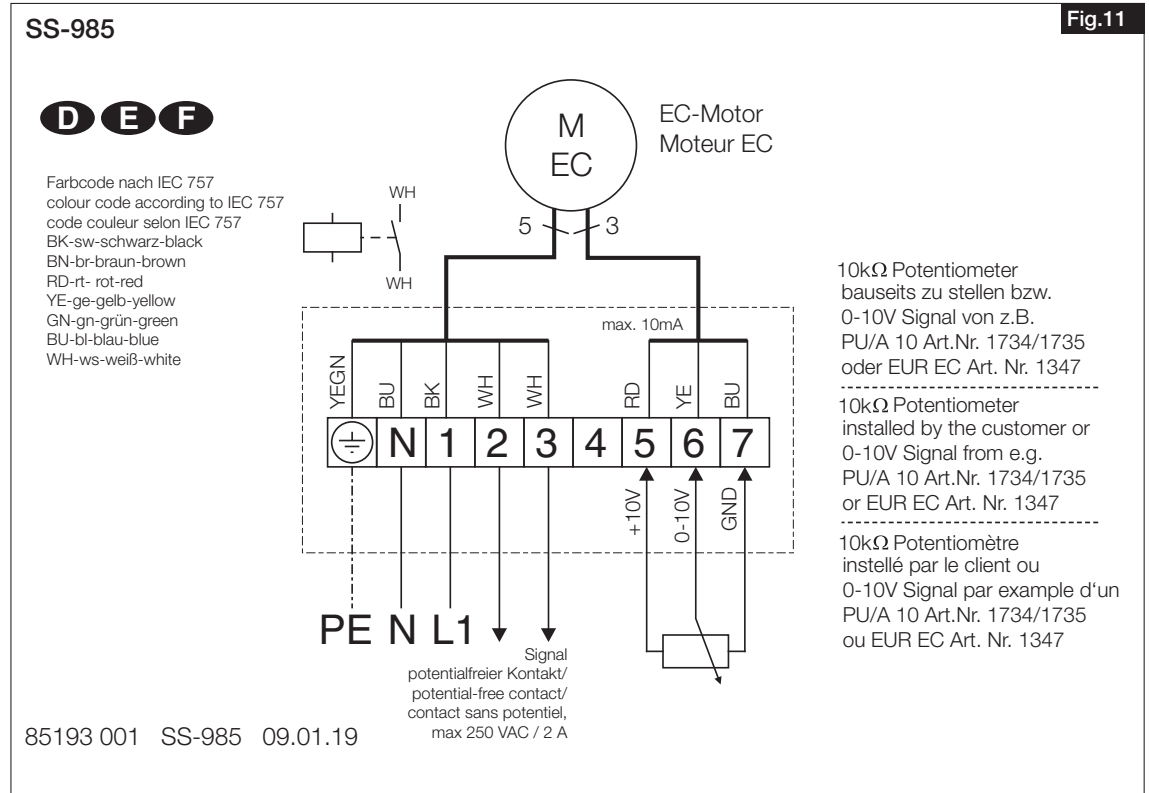 SS-985
Fig.11
D E F
Farbcode nach IEC 757
colour code according to IEC 757
code couleur selon IEC 757
BK-sw-schwarz-black
BN-br-braun-brown
RD-rt- rot-red
YE-ge-gelb-yellow
GN-gn-grün-green
BU-bl-blau-blue
WH-ws-weiß-white
M
EC
EC-Motor
Moteur EC
WH
WH
5
3
max. 10mA
YEGN
BU
BK
WH
WH
RD
YE
BU
N 1 2 3 4 5 6 7
+10V
0-10V
GND
PE N L1
Signal
potentialfreier Kontakt/
potential-free contact/
contact sans potentiel,
max 250 VAC / 2 A
10kΩ Potentiometer
bauseits zu stellen bzw.
0-10V Signal von z.B.
PU/A 10 Art.Nr. 1734/1735
oder EUR EC Art. Nr. 1347
10kΩ Potentiometer
installed by the customer or
0-10V Signal from e.g.
PU/A 10 Art.Nr. 1734/1735
or EUR EC Art. Nr. 1347
10kΩ Potentiomètre
instellé par le client ou
0-10V Signal par example d‘un
PU/A 10 Art.Nr. 1734/1735
ou EUR EC Art. Nr. 1347
85193 001 SS-985 09.01.19